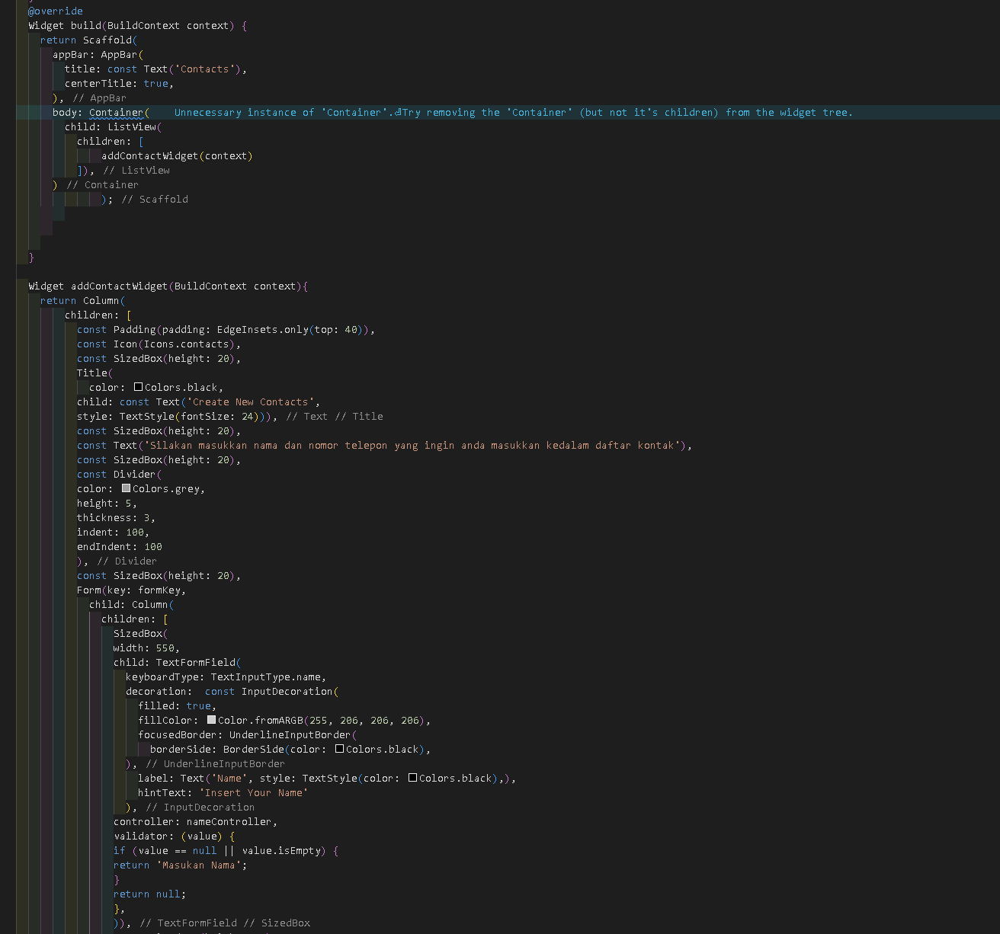 @override
Widget build(BuildContext context) {
return Scaffold(
appBar: AppBar(
title: const Text('Contacts'),
centerTitle: true,
), // AppBar
body: Container( Unnecessary instance of 'Container'.⏎Try removing the 'Container' (but not it's children) from the widget tree.
child: ListView(
children: [
addContactWidget(context)
]), // ListView
) // Container
); // Scaffold
}
Widget addContactWidget(BuildContext context){
return Column(
children: [
const Padding(padding: EdgeInsets.only(top: 40)),
const Icon(Icons.contacts),
const SizedBox(height: 20),
Title(
color: Colors.black,
child: const Text('Create New Contacts',
style: TextStyle(fontSize: 24))), // Text // Title
const SizedBox(height: 20),
const Text('Silakan masukkan nama dan nomor telepon yang ingin anda masukkan kedalam daftar kontak'),
const SizedBox(height: 20),
const Divider(
color: Colors.grey,
height: 5,
thickness: 3,
indent: 100,
endIndent: 100
), // Divider
const SizedBox(height: 20),
Form(key: formKey,
child: Column(
children: [
SizedBox(
width: 550,
child: TextFormField(
keyboardType: TextInputType.name,
decoration: const InputDecoration(
filled: true,
fillColor: Color.fromARGB(255, 206, 206, 206),
focusedBorder: UnderlineInputBorder(
borderSide: BorderSide(color: Colors.black),
), // UnderlineInputBorder
label: Text('Name', style: TextStyle(color: Colors.black),),
hintText: 'Insert Your Name'
), // InputDecoration
controller: nameController,
validator: (value) {
if (value == null || value.isEmpty) {
return 'Masukan Nama';
}
return null;
},
)), // TextFormField // SizedBox